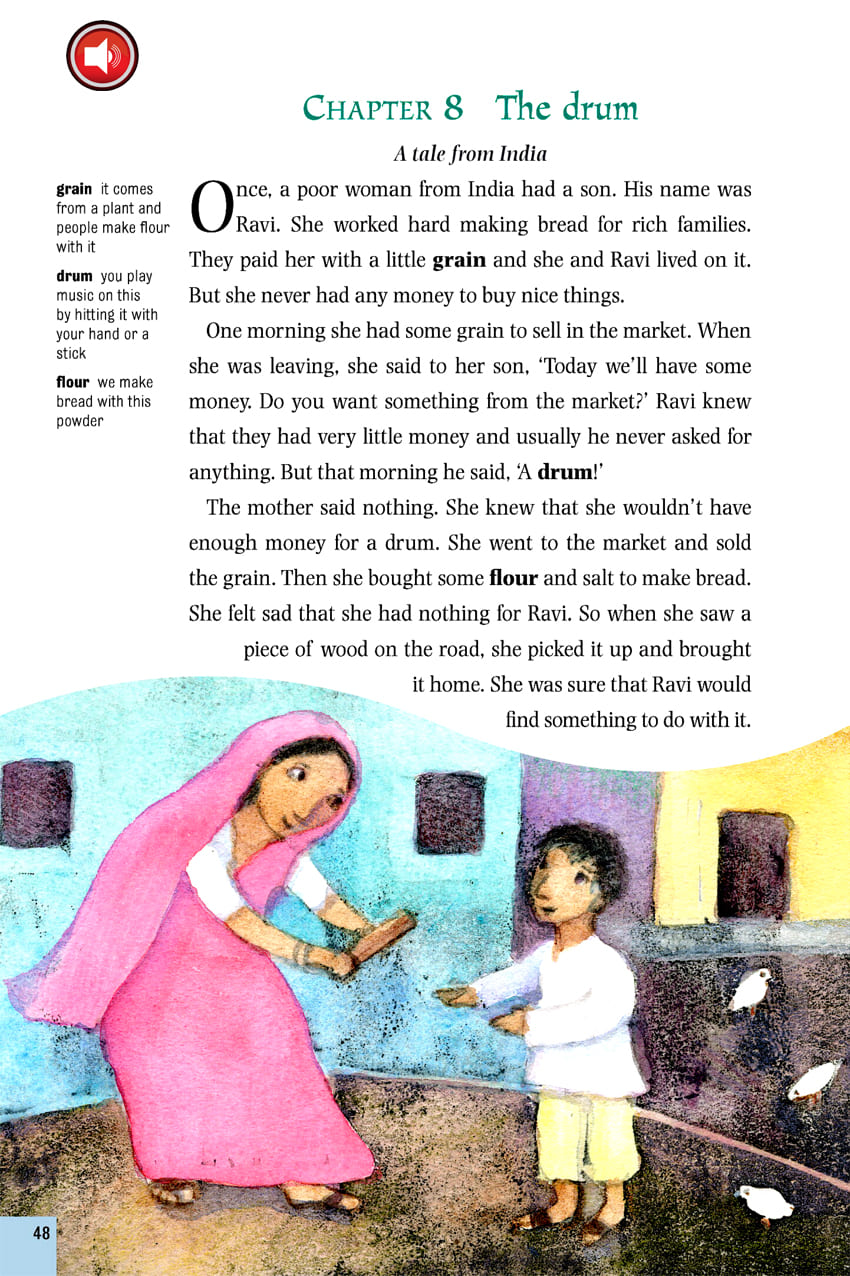 CHAPTER 8 The drum
A tale from India
grain it comes
from a plant and
people make flour
with it
drum you play
music on this
by hitting it with
your hand or a
stick
flour we make
bread with this
powder
Once, a poor woman from India had a son. His name was
Ravi. She worked hard making bread for rich families.
They paid her with a little grain and she and Ravi lived on it.
But she never had any money to buy nice things.
One morning she had some grain to sell in the market. When
she was leaving, she said to her son, ‘Today we’ll have some
money. Do you want something from the market?’ Ravi knew
that they had very little money and usually he never asked for
anything. But that morning he said, ‘A drum!’
The mother said nothing. She knew that she wouldn’t have
enough money for a drum. She went to the market and sold
the grain. Then she bought some flour and salt to make bread.
She felt sad that she had nothing for Ravi. So when she saw a
piece of wood on the road, she picked it up and brought
it home. She was sure that Ravi would
find something to do with it.
48